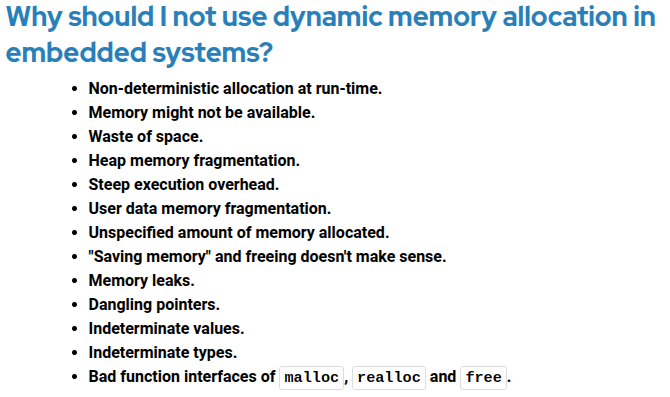 Why should I not use dynamic memory allocation in
embedded systems?
• Non-deterministic allocation at run-time.
• Memory might not be available.
• Waste of space.
• Heap memory fragmentation.
• Steep execution overhead.
• User data memory fragmentation.
• Unspecified amount of memory allocated.
• "Saving memory" and freeing doesn't make sense.
• Memory leaks.
• Dangling pointers.
• Indeterminate values.
• Indeterminate types.
• Bad function interfaces of malloc, realloc and free.